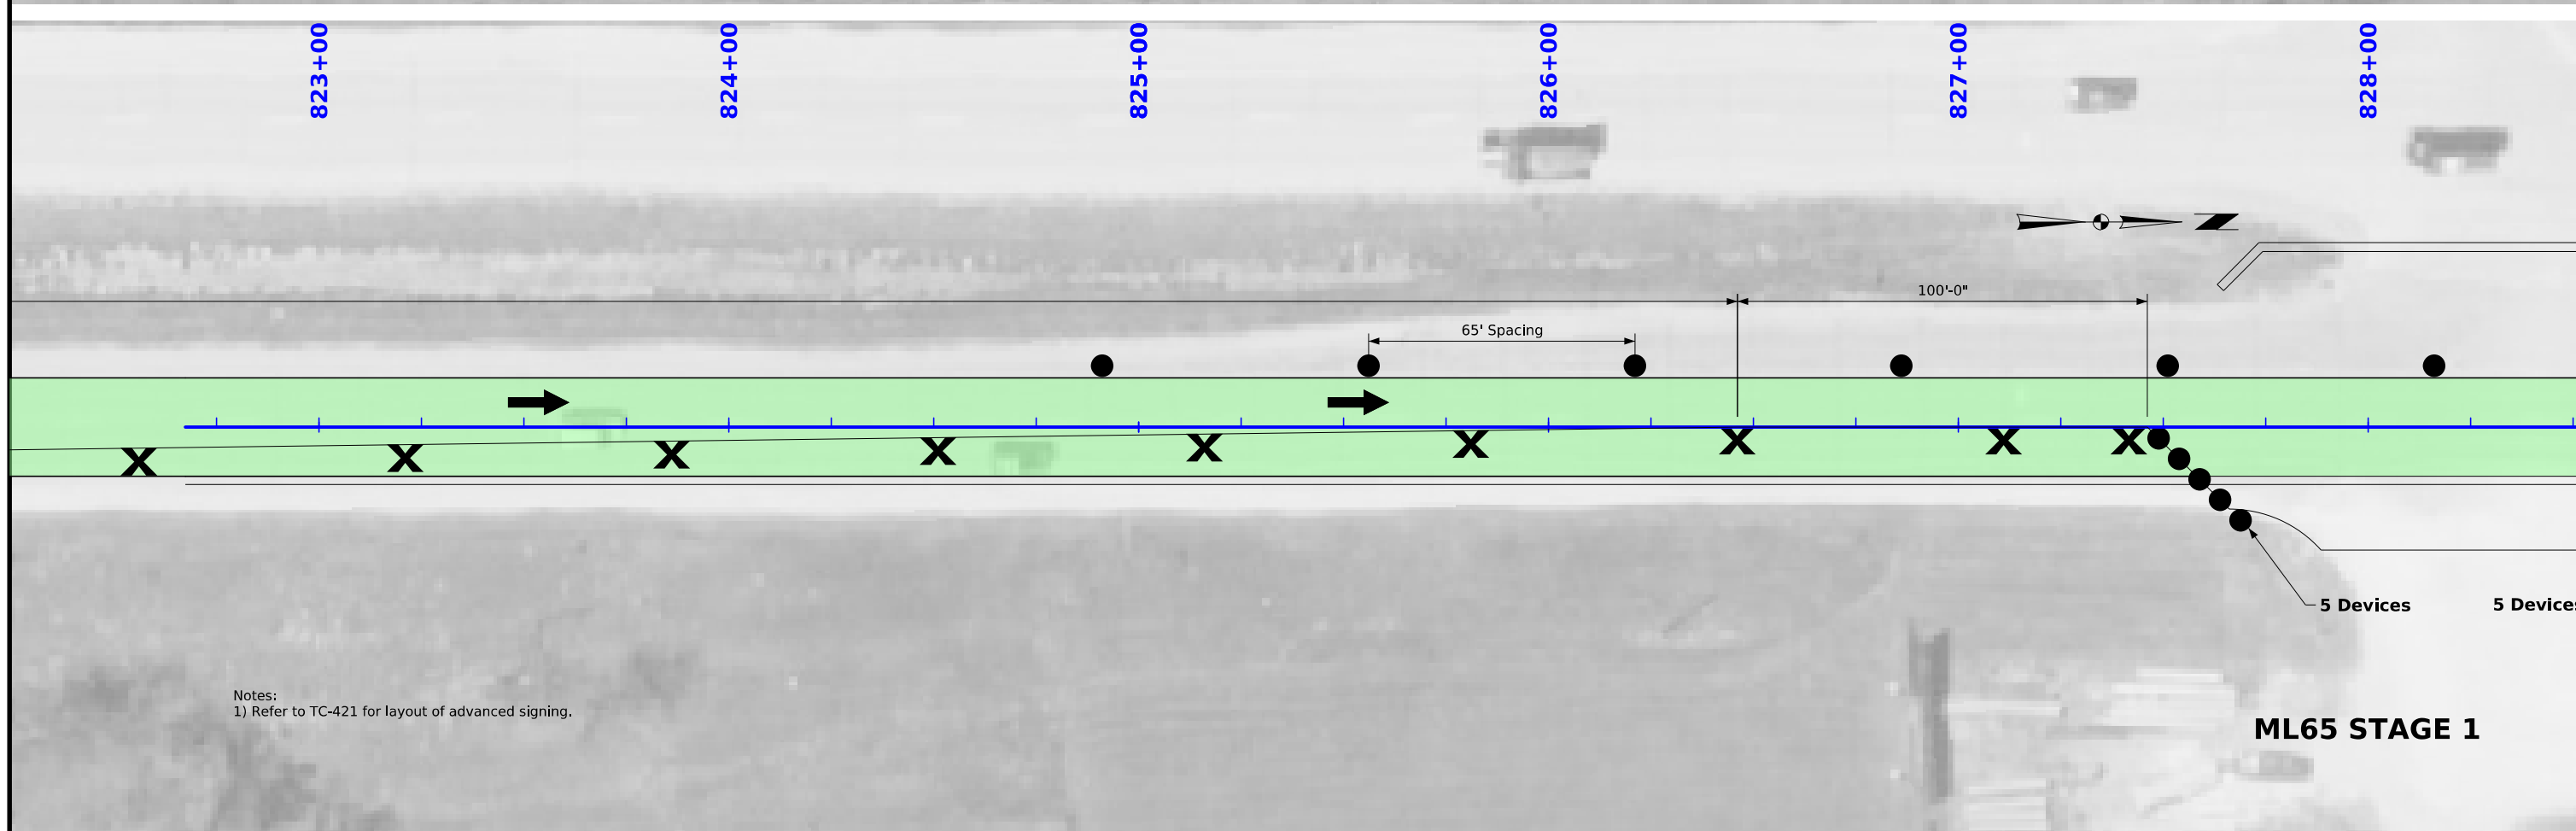 823+00
824+00
825+00
826+00
827+00
828+00
N
100'-0"
65' Spacing
X X X X X X X X X
5 Devices
5 Devices
Notes:
1) Refer to TC-421 for layout of advanced signing.
ML65 STAGE 1